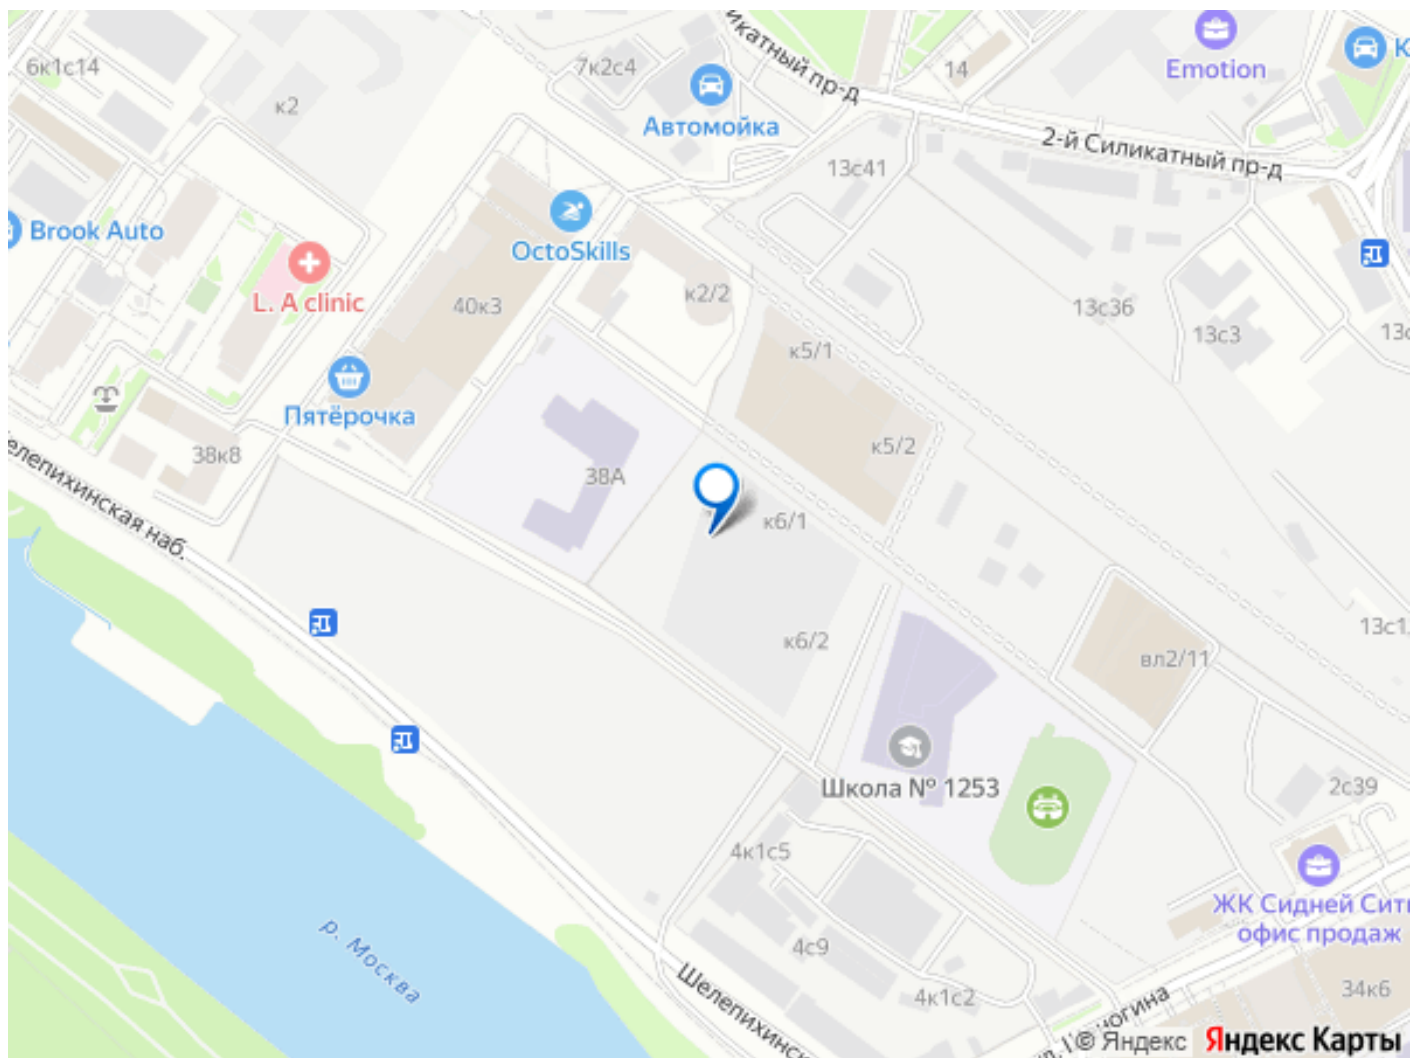 6к1с14
7к2с4
икатный пр-д
14
Emotion
К
к2
Автомойка
2-й Силикатный пр-д
13с41
Brook Auto
OctoSkills
L. A clinic
40к3
к2/2
13с36
13с3
к5/1
Пятёрочка
к5/2
38к8
38А
елепихинская наб.
к6/1
к6/2
вл2/11
Школа № 1253
2с39
4к1с5
ЖК Сидней Сити
офис продаж
р. Москва
4с9
4к1с2
34к6
Шелепихинск
© Яндекс
Яндекс Карты